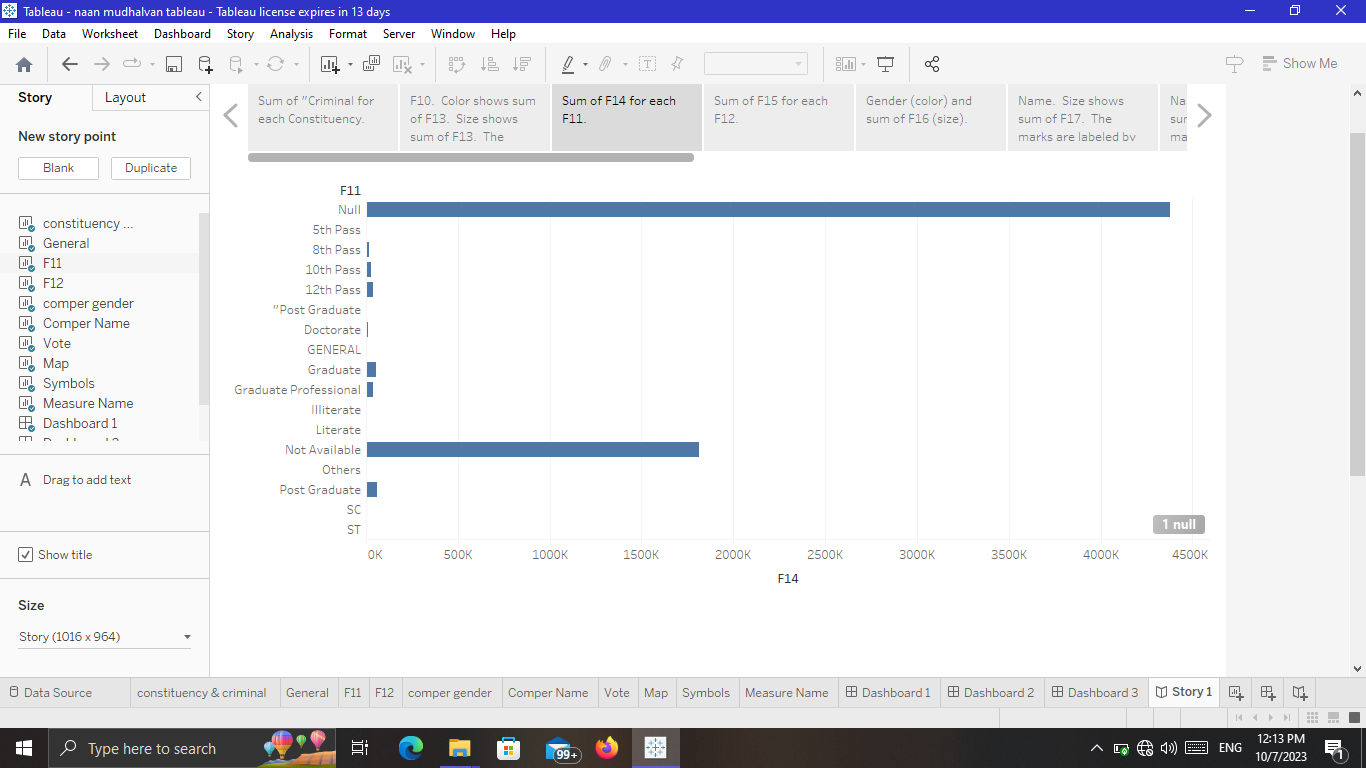 Tableau - naan mudhalvan tableau - Tableau license expires in 13 days
File Data Worksheet Dashboard Story Analysis Format Server Window Help
Show Me
Story Layout
New story point
Blank Duplicate
constituency ...
General
F11
F12
comper gender
Comper Name
Vote
Map
Symbols
Measure Name
Dashboard 1
A Drag to add text
Show title
Size
Story (1016 x 964)
Sum of "Criminal for
each Constituency.
F10. Color shows sum
of F13. Size shows
sum of F13. The
Sum of F14 for each
F11.
Sum of F15 for each
F12.
Gender (color) and
sum of F16 (size).
Name. Size shows
sum of F17. The
marks are labeled by
F11
Null
5th Pass
8th Pass
10th Pass
12th Pass
"Post Graduate
Doctorate
GENERAL
Graduate
Graduate Professional
Illiterate
Literate
Not Available
Others
Post Graduate
SC
ST
1 null
0K 500K 1000K 1500K 2000K 2500K 3000K 3500K 4000K 4500K
F14
Data Source constituency & criminal General F11 F12 comper gender Comper Name Vote Map Symbols Measure Name Dashboard 1 Dashboard 2 Dashboard 3 Story 1
Type here to search
99+
ENG
12:13 PM
10/7/2023
1